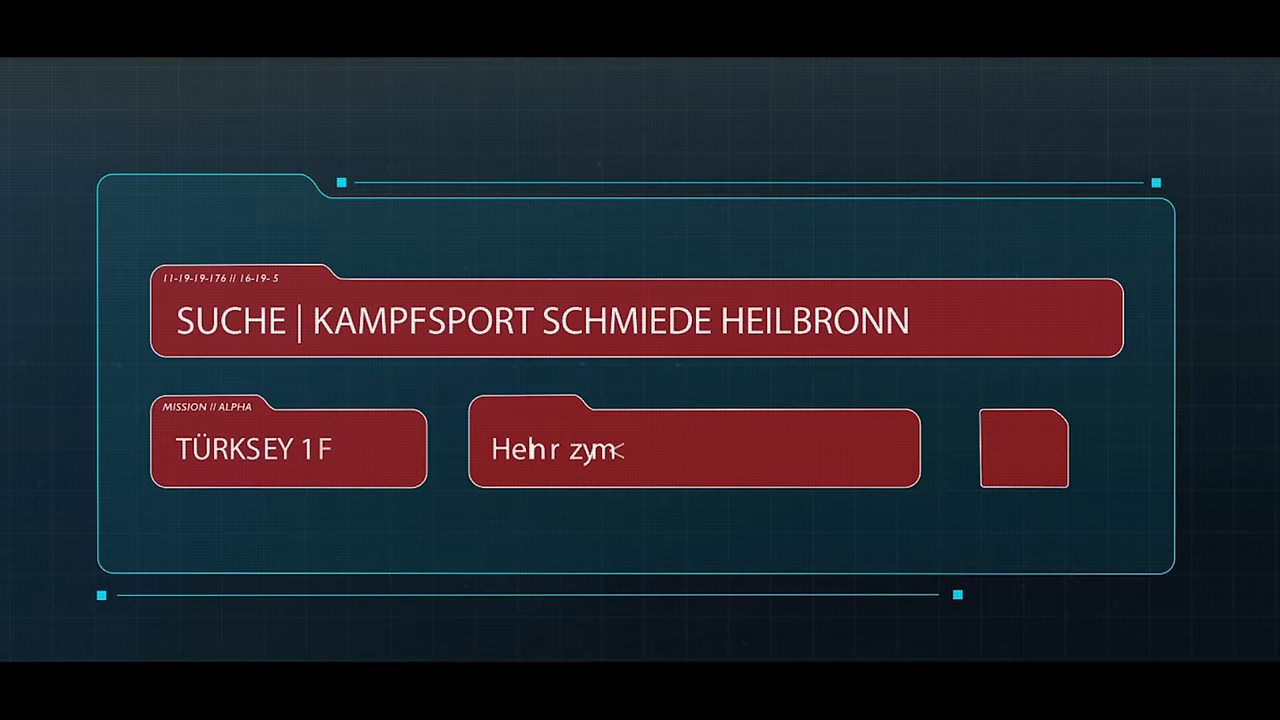 11-19-19-176 // 16-19- 5
SUCHE | KAMPFSPORT SCHMIEDE HEILBRONN
MISSION // ALPHA
TÜRKSEY 1F